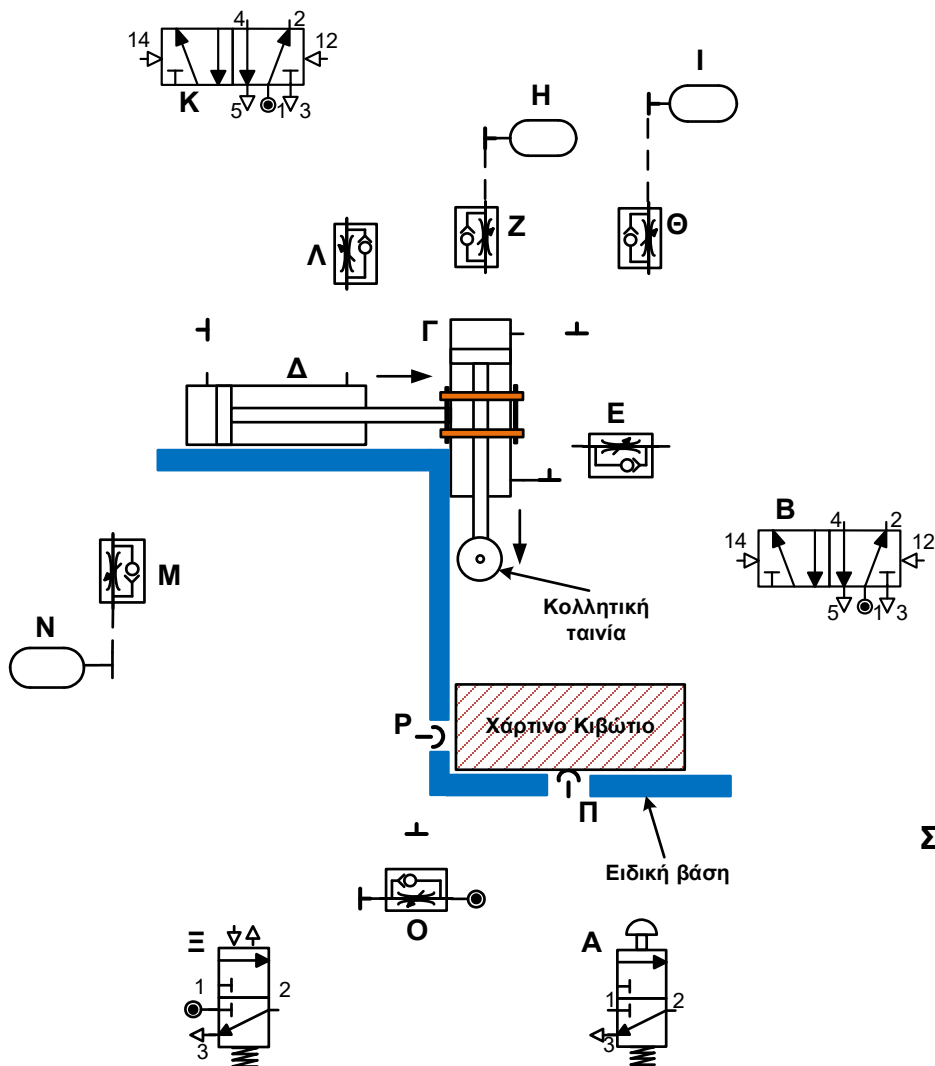 4 2
14 12
Κ 5 1 3
Η
Ι
Λ
Ζ
Θ
Γ
Δ
Ε
Β
4 2
14 12
5 1 3
Μ
Ν
Κολλητική
ταινία
Ρ
Χάρτινο Κιβώτιο
Π
Σ
Ειδική βάση
Ο
Ξ
1 2
3
Α
1 2
3